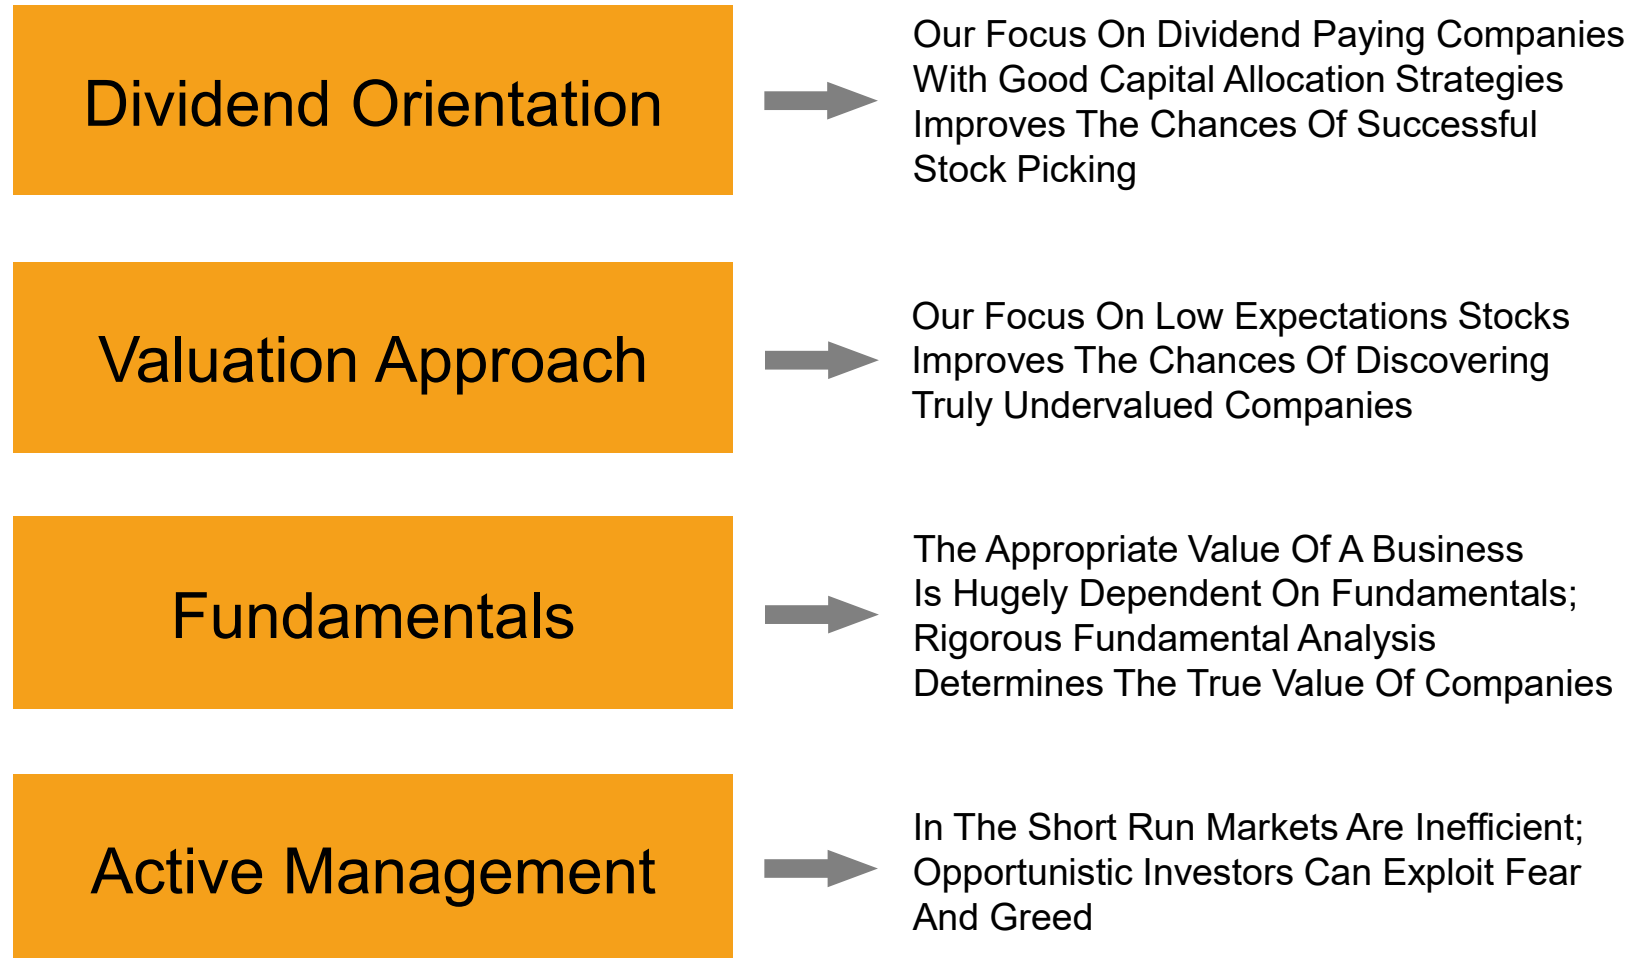 Dividend Orientation
Our Focus On Dividend Paying Companies
With Good Capital Allocation Strategies
Improves The Chances Of Successful
Stock Picking
Valuation Approach
Our Focus On Low Expectations Stocks
Improves The Chances Of Discovering
Truly Undervalued Companies
Fundamentals
The Appropriate Value Of A Business
Is Hugely Dependent On Fundamentals;
Rigorous Fundamental Analysis
Determines The True Value Of Companies
Active Management
In The Short Run Markets Are Inefficient;
Opportunistic Investors Can Exploit Fear
And Greed